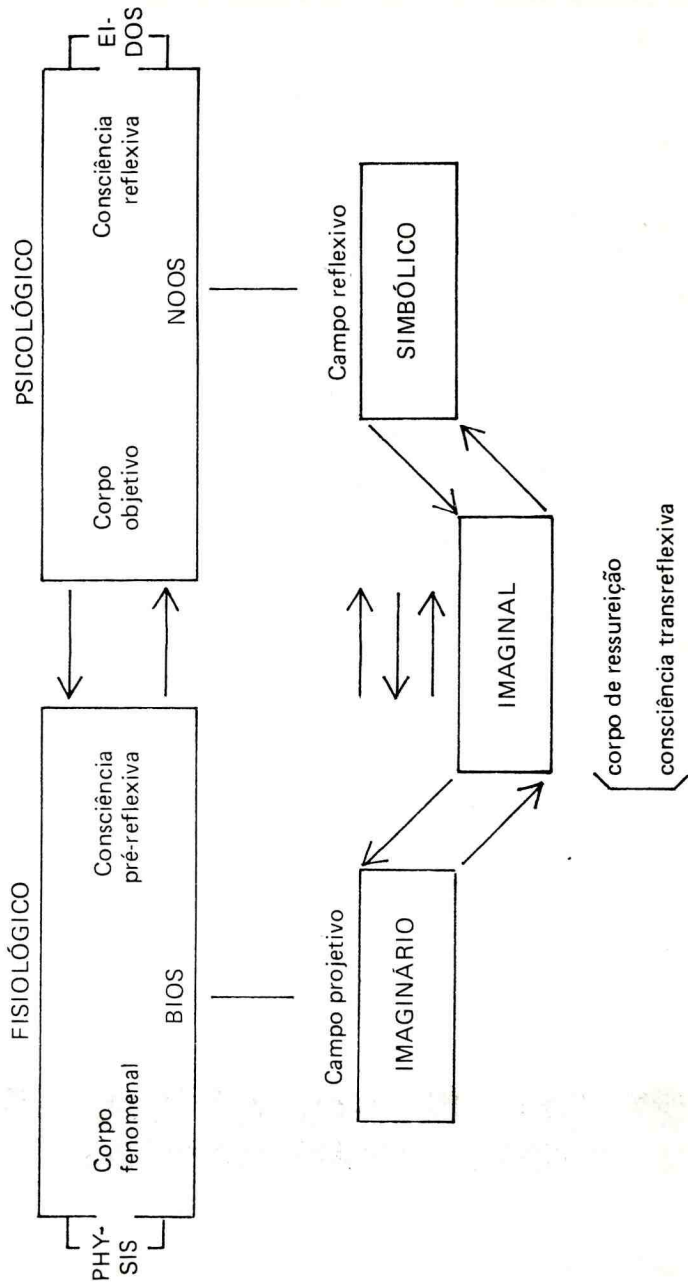 FISIOLÓGICO
PHY-
SIS
Corpo
fenomenal
Consciência
pré-reflexiva
BIOS
PSICOLÓGICO
Corpo
objetivo
Consciência
reflexiva
NOOS
EI-
DOS
Campo projetivo
IMAGINÁRIO
IMAGINAL
Campo reflexivo
SIMBÓLICO
corpo de ressureição
consciência transreflexiva